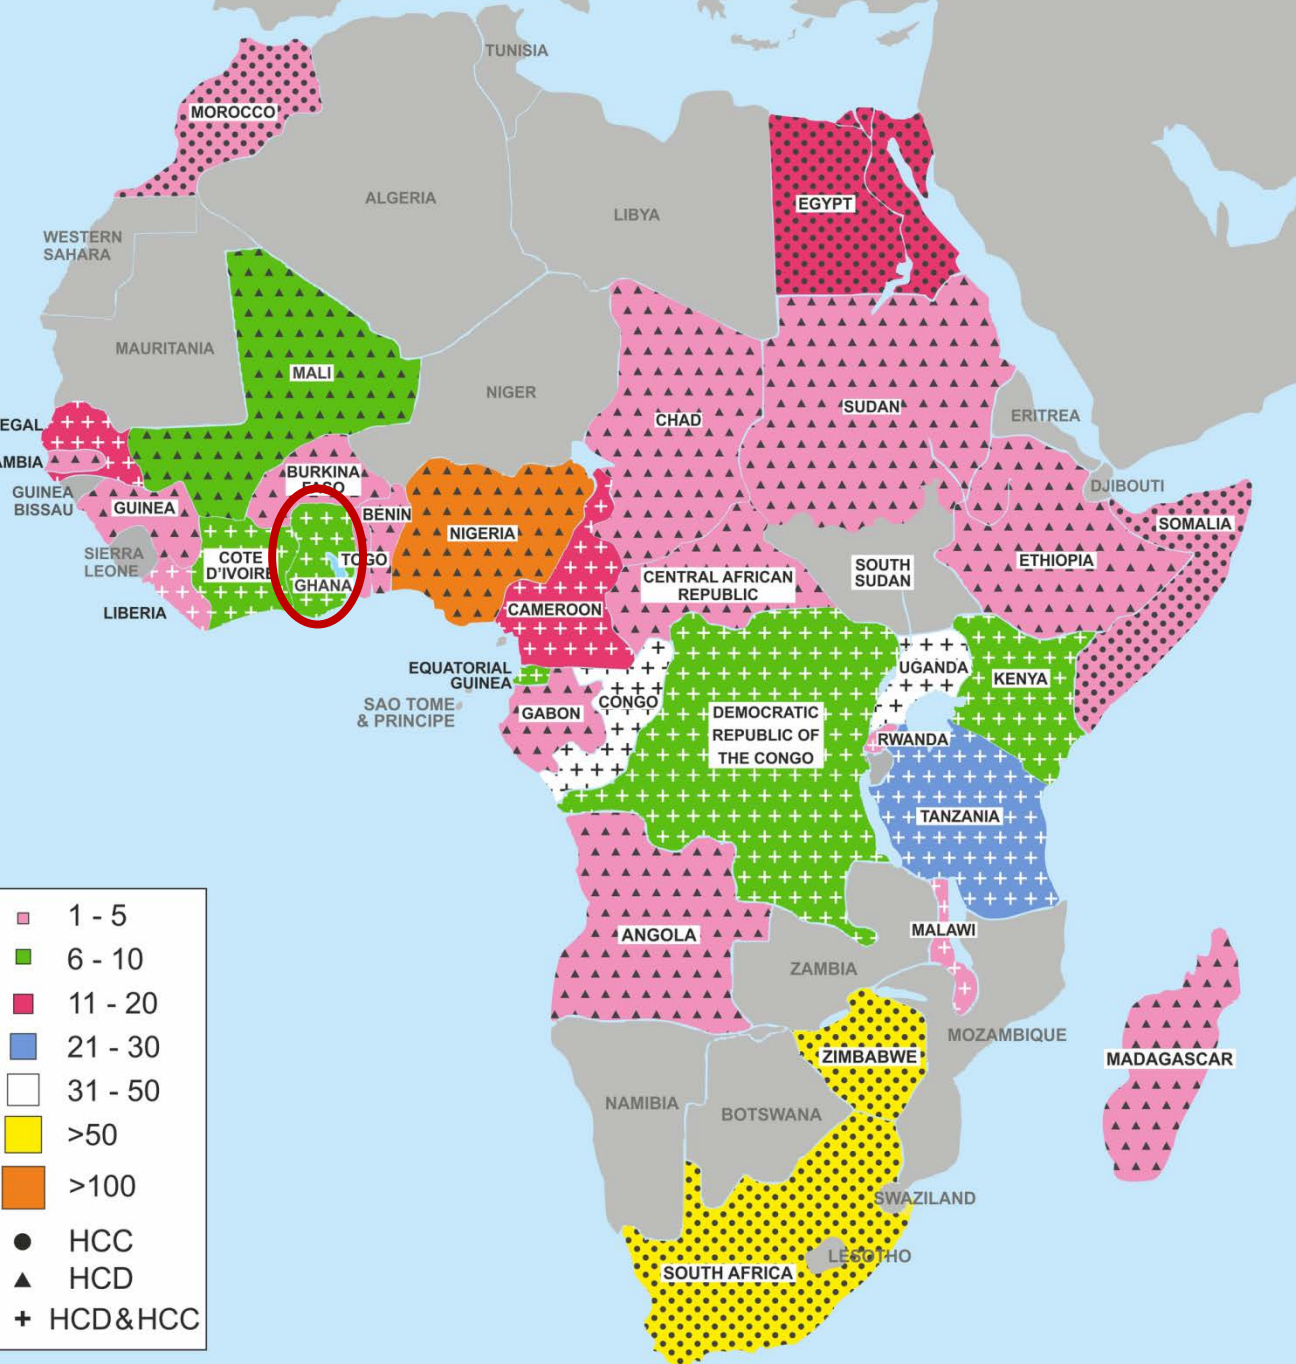 TUNISIA
MOROCCO
ALGERIA
LIBYA
EGYPT
WESTERN
SAHARA
MAURITANIA
MALI
NIGER
CHAD
SUDAN
ERITREA
EGAL
AMBIA
GUINEA
BISSAU
GUINEA
BURKINA
FASO
BENIN
NIGERIA
DJIBOUTI
SOMALIA
SIERRA
LEONE
COTE
D'IVOIRE
TOGO
GHANA
LIBERIA
CAMEROON
CENTRAL AFRICAN
REPUBLIC
SOUTH
SUDAN
ETHIOPIA
EQUATORIAL
GUINEA
SAO TOME
& PRINCIPE
GABON
CONGO
DEMOCRATIC
REPUBLIC OF
THE CONGO
UGANDA
KENYA
RWANDA
TANZANIA
ANGOLA
MALAWI
ZAMBIA
MOZAMBIQUE
ZIMBABWE
MADAGASCAR
NAMIBIA
BOTSWANA
SWAZILAND
LESOTHO
SOUTH AFRICA
1 - 5
6 - 10
11 - 20
21 - 30
31 - 50
>50
>100
HCC
HCD
HCD&HCC